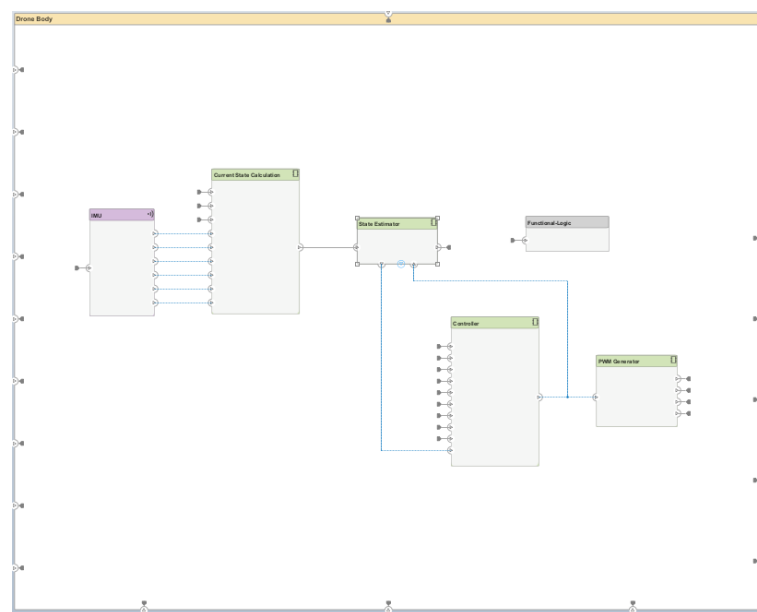 Drone Body
Current State Calculation
IMU
State Estimator
Functional-Logic
Controller
PWM Generator